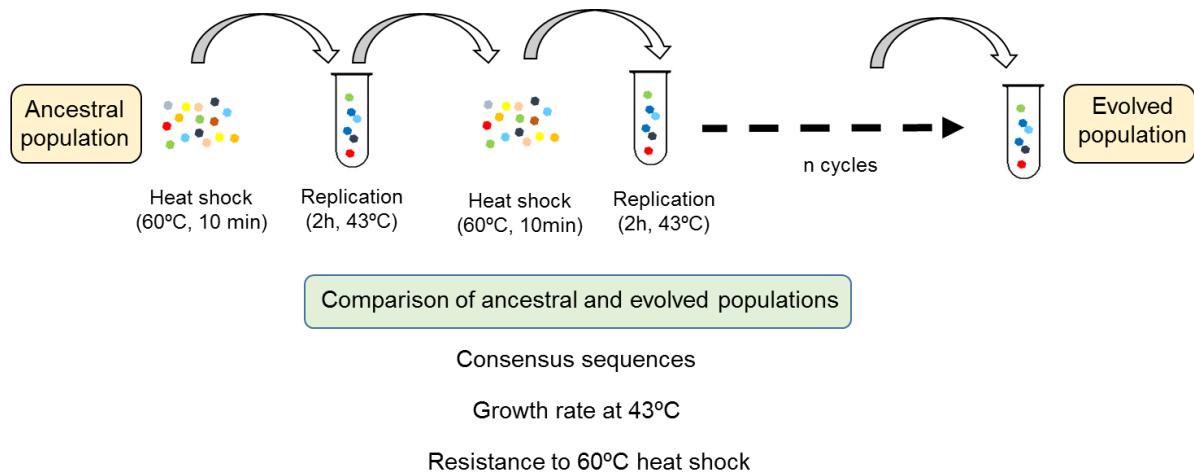 Ancestral
population
Heat shock
(60ºC, 10 min)
Replication
(2h, 43ºC)
Heat shock
(60ºC, 10min)
Replication
(2h, 43ºC)
n cycles
Evolved
population
Comparison of ancestral and evolved populations
Consensus sequences
Growth rate at 43ºC
Resistance to 60ºC heat shock